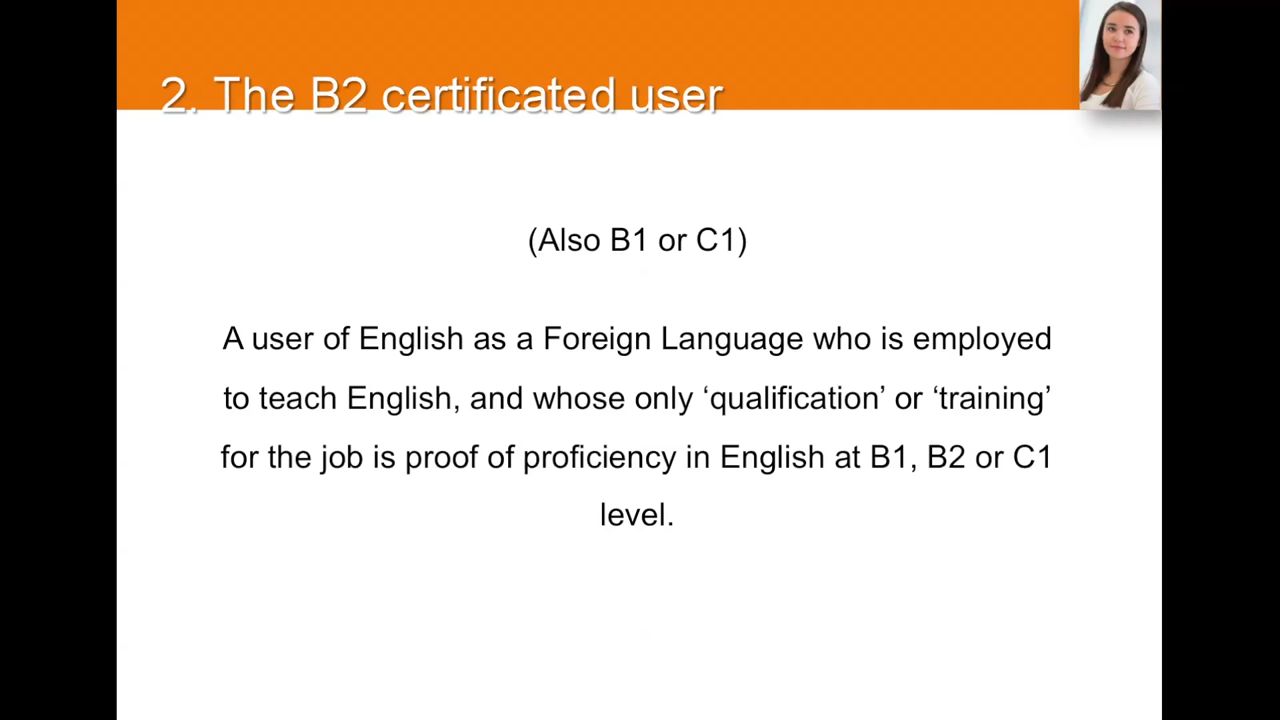 2. The B2 certificated user
(Also B1 or C1)
A user of English as a Foreign Language who is employed
to teach English, and whose only ‘qualification’ or ‘training’
for the job is proof of proficiency in English at B1, B2 or C1
level.